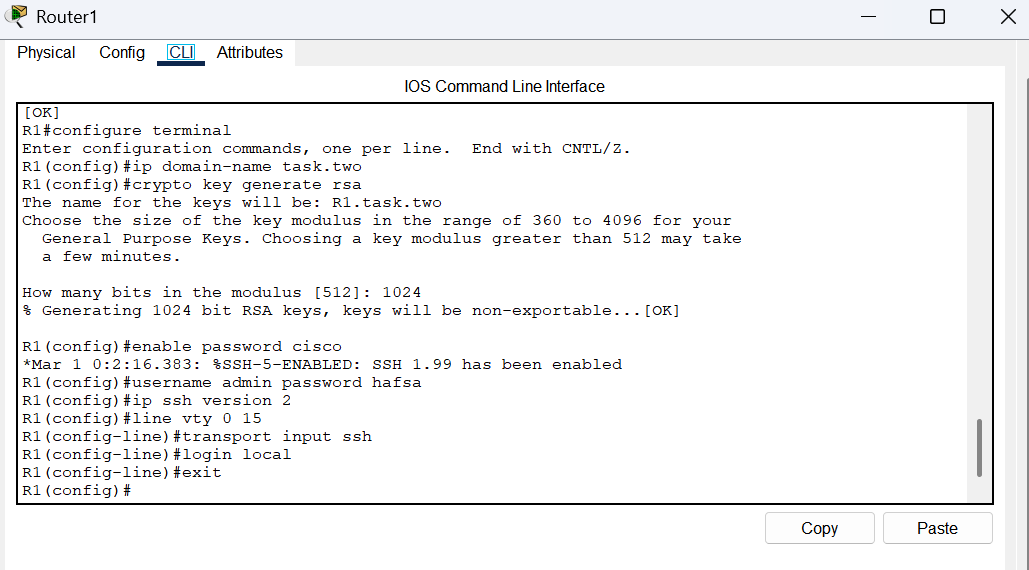 Router1
Physical Config CLI Attributes
IOS Command Line Interface
[OK]
R1#configure terminal
Enter configuration commands, one per line.  End with CNTL/Z.
R1(config)#ip domain-name task.two
R1(config)#crypto key generate rsa
The name for the keys will be: R1.task.two
Choose the size of the key modulus in the range of 360 to 4096 for your
  General Purpose Keys. Choosing a key modulus greater than 512 may take
  a few minutes.
How many bits in the modulus [512]: 1024
% Generating 1024 bit RSA keys, keys will be non-exportable...[OK]
R1(config)#enable password cisco
*Mar 1 0:2:16.383: %SSH-5-ENABLED: SSH 1.99 has been enabled
R1(config)#username admin password hafsa
R1(config)#ip ssh version 2
R1(config)#line vty 0 15
R1(config-line)#transport input ssh
R1(config-line)#login local
R1(config-line)#exit
R1(config)#
Copy Paste